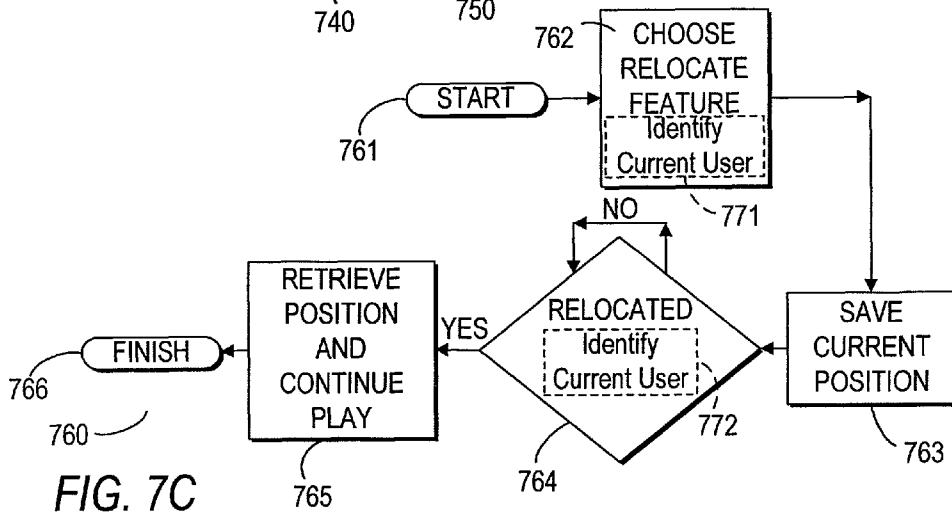 740 750
762
CHOOSE
RELOCATE
FEATURE
Identify
Current User
START
761
771
NO
RETRIEVE
POSITION
AND
CONTINUE
PLAY
YES
RELOCATED
Identify
Current User
SAVE
CURRENT
POSITION
FINISH
766
760
772
763
764
765
FIG. 7C